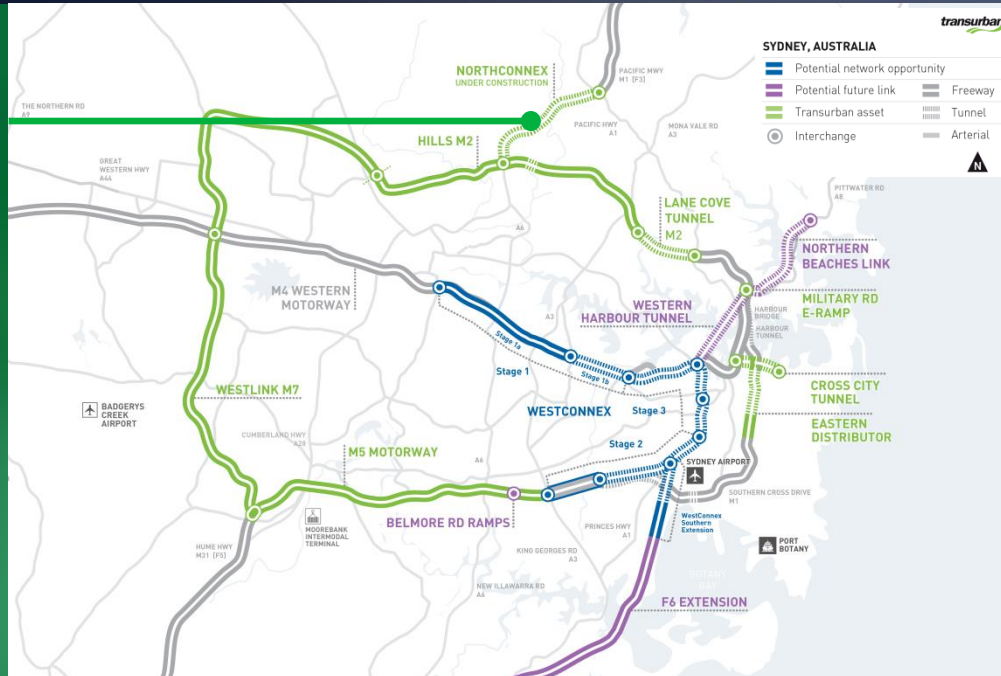 transurban
SYDNEY, AUSTRALIA
Potential network opportunity
Potential future link
Freeway
Transurban asset
Tunnel
Interchange
Arterial
N
NORTHCONNEX
UNDER CONSTRUCTION
PACIFIC MWY
M1 [F3]
THE NORTHERN RD
A9
PACIFIC HWY
A1
MONA VALE RD
A3
HILLS M2
GREAT
WESTERN HWY
A44
PITTWATER RD
A8
LANE COVE
TUNNEL
M2
A6
NORTHERN
BEACHES LINK
M4 WESTERN
MOTORWAY
WESTERN
HARBOUR TUNNEL
MILITARY RD
E-RAMP
HARBOUR
BRIDGE
HARBOUR
TUNNEL
A3
Stage 1a
Stage 1
Stage 1b
CROSS CITY
TUNNEL
WESTLINK M7
WESTCONNEX
Stage 3
BADGERYS
CREEK
AIRPORT
EASTERN
DISTRIBUTOR
CUMBERLAND HWY
A28
Stage 2
M5 MOTORWAY
A6
SYDNEY AIRPORT
SOUTHERN CROSS DRIVE
M1
BELMORE RD RAMPS
WestConnex
Southern
Extension
MOOREBANK
INTERMODAL
TERMINAL
PRINCES HWY
A1
PORT
BOTANY
HUME HWY
M31 [F5]
KING GEORGES RD
A3
BOTANY
BAY
NEW ILLAWARRA RD
A6
F6 EXTENSION